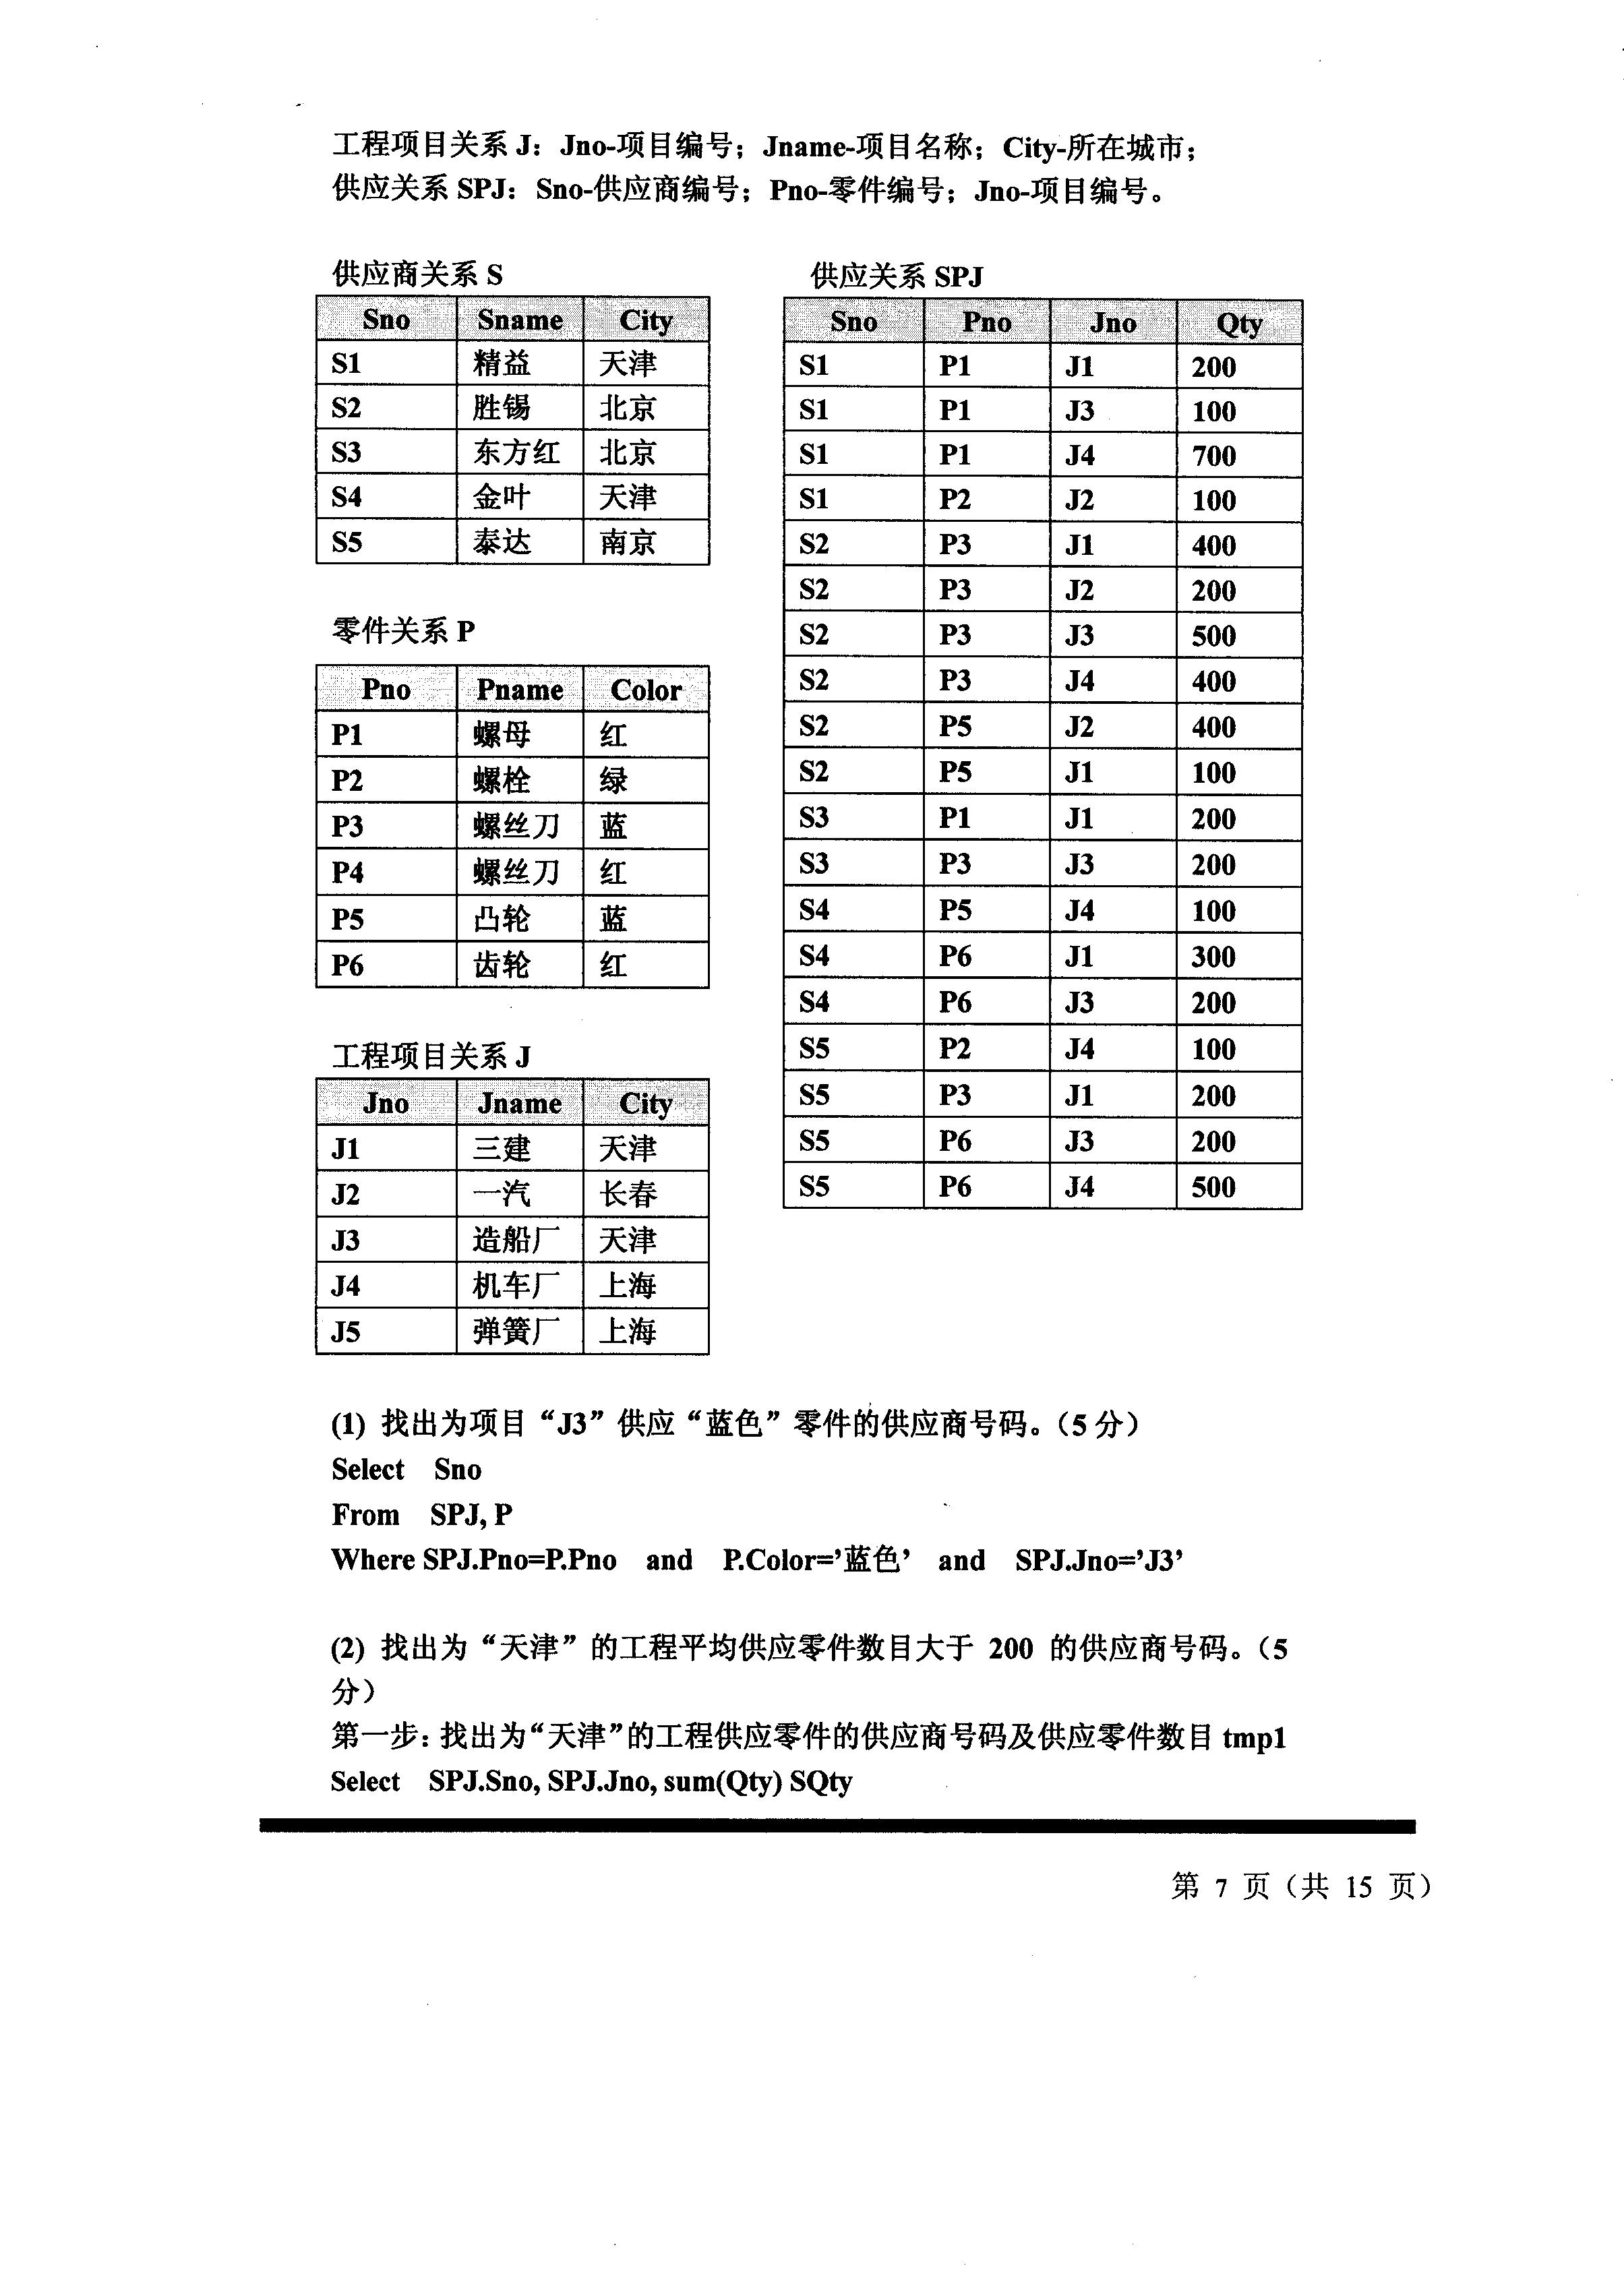 工程项目关系 J：Jno-项目编号；Jname-项目名称；City-所在城市；
供应关系 SPJ：Sno-供应商编号；Pno-零件编号；Jno-项目编号。
供应商关系 S
Sno Sname City
S1 精益 天津
S2 胜锡 北京
S3 东方红 北京
S4 金叶 天津
S5 泰达 南京
零件关系 P
Pno Pname Color
P1 螺母 红
P2 螺栓 绿
P3 螺丝刀 蓝
P4 螺丝刀 红
P5 凸轮 蓝
P6 齿轮 红
工程项目关系 J
Jno Jname City
J1 三建 天津
J2 一汽 长春
J3 造船厂 天津
J4 机车厂 上海
J5 弹簧厂 上海
供应关系 SPJ
Sno Pno Jno Qty
S1 P1 J1 200
S1 P1 J3 100
S1 P1 J4 700
S1 P2 J2 100
S2 P3 J1 400
S2 P3 J2 200
S2 P3 J3 500
S2 P3 J4 400
S2 P5 J2 400
S2 P5 J1 100
S3 P1 J1 200
S3 P3 J3 200
S4 P5 J4 100
S4 P6 J1 300
S4 P6 J3 200
S5 P2 J4 100
S5 P3 J1 200
S5 P6 J3 200
S5 P6 J4 500
(1) 找出为项目“J3”供应“蓝色”零件的供应商号码。（5 分）
Select Sno
From SPJ, P
Where SPJ.Pno=P.Pno and P.Color=’蓝色’ and SPJ.Jno=’J3’
(2) 找出为“天津”的工程平均供应零件数目大于 200 的供应商号码。（5
分）
第一步：找出为“天津”的工程供应零件的供应商号码及供应零件数目 tmp1
Select SPJ.Sno, SPJ.Jno, sum(Qty) SQty
第 7 页（共 15 页）